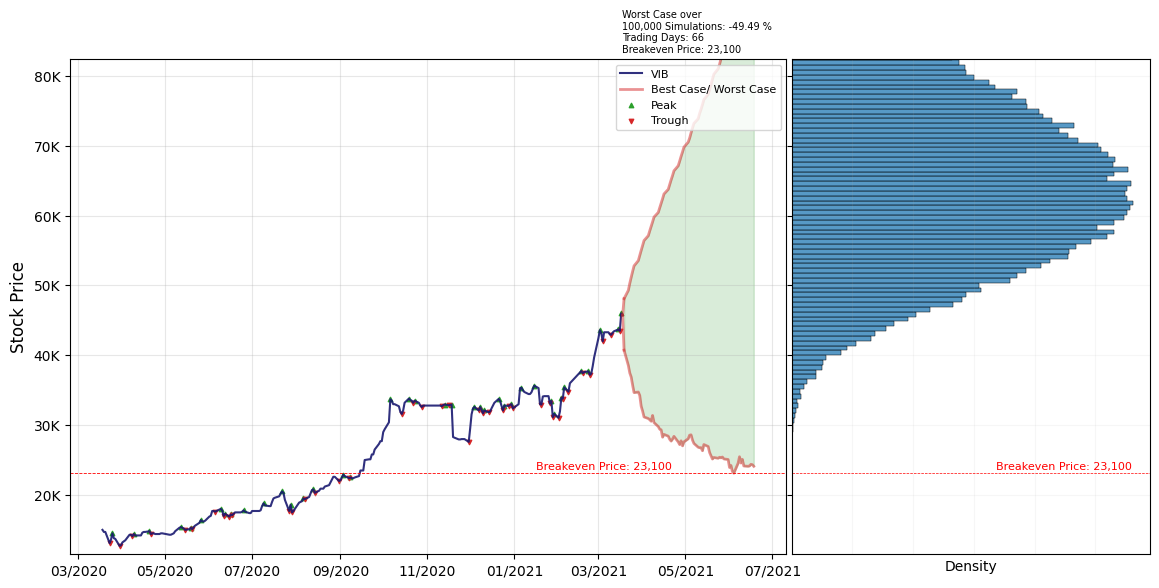 Worst Case over
100,000 Simulations: -49.49 %
Trading Days: 66
Breakeven Price: 23,100
VIB
Best Case/ Worst Case
Peak
Trough
80K
70K
60K
50K
40K
30K
20K
Stock Price
Breakeven Price: 23,100
Breakeven Price: 23,100
03/2020
05/2020
07/2020
09/2020
11/2020
01/2021
03/2021
05/2021
07/2021
Density